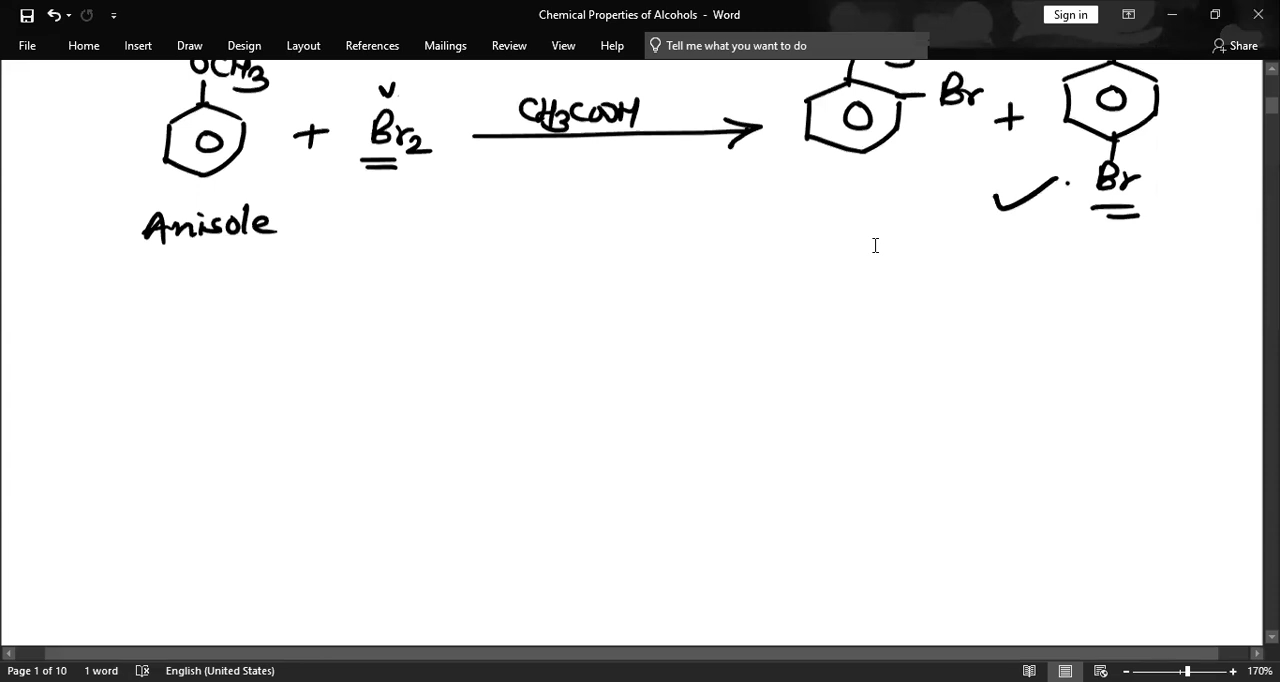 Chemical Properties of Alcohols - Word
Sign in
File Home Insert Draw Design Layout References Mailings Review View Help Tell me what you want to do Share
OCH3
+ Br2 CH3COOH Br +
Br
Anisole
Page 1 of 10 1 word English (United States) 170%